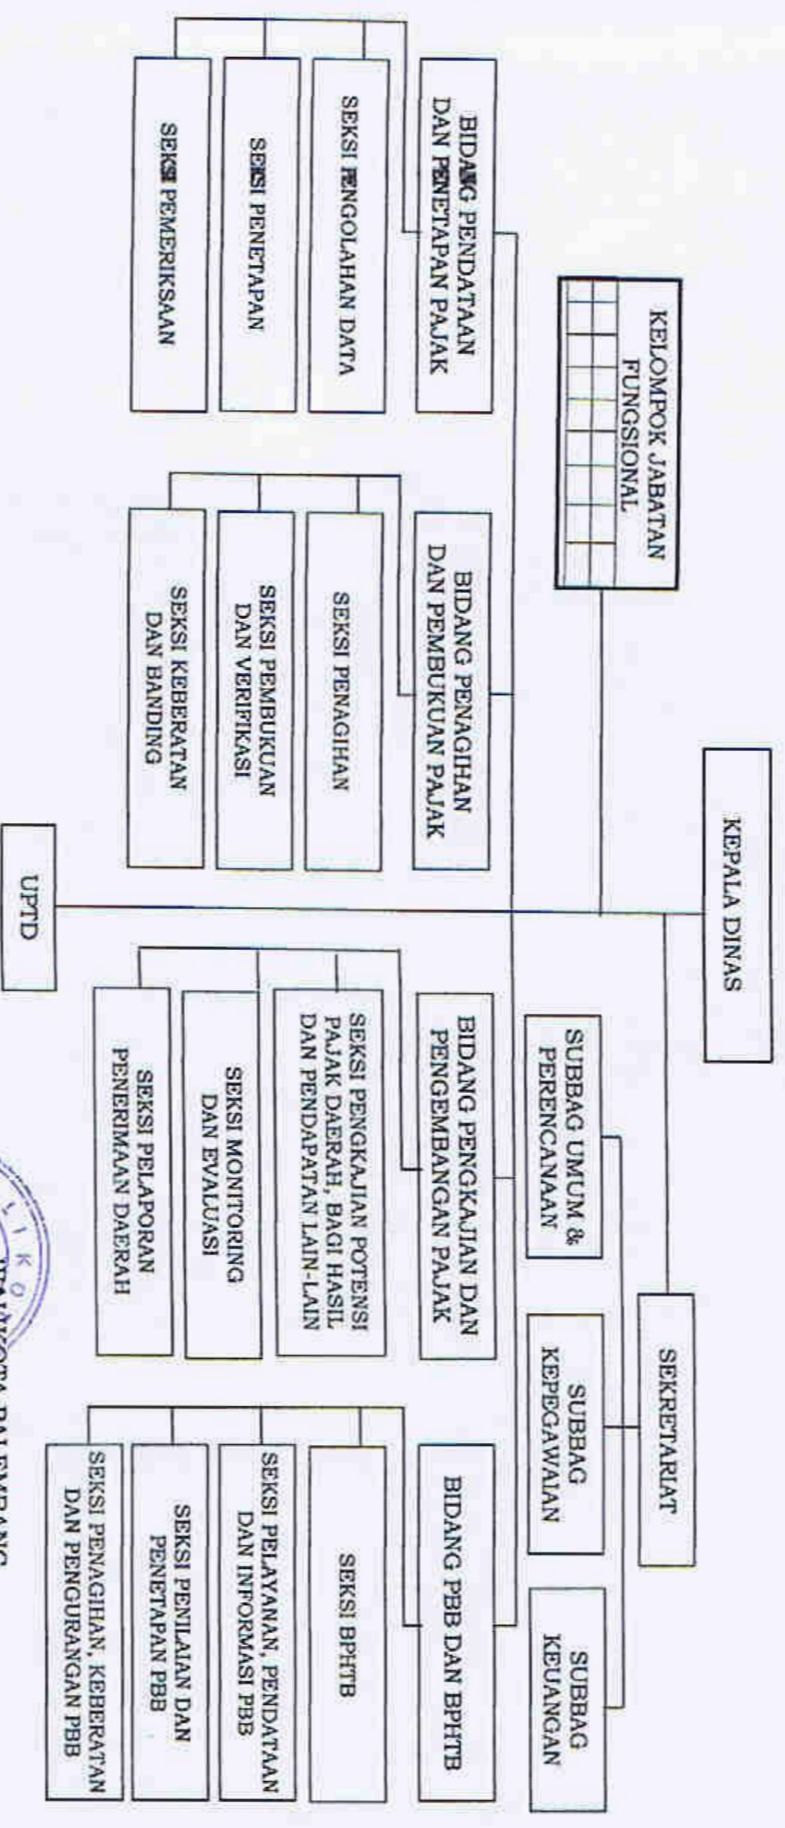 KEPALA DINAS
KELOMPOK JABATAN
FUNGSIONAL
SEKRETARIAT
SUBBAG UMUM &
PERENCANAAN
SUBBAG
KEPEGAWAIAN
SUBBAG
KEUANGAN
BIDANG PENDATAAN
DAN PENETAPAN PAJAK
SEKSI PENGOLAHAN DATA
SEKSI PENETAPAN
SEKSI PEMERIKSAAN
BIDANG PENAGIHAN
DAN PEMBUKUAN PAJAK
SEKSI PENAGIHAN
SEKSI PEMBUKUAN
DAN VERIFIKASI
SEKSI KEBERATAN
DAN BANDING
BIDANG PENGKAJIAN DAN
PENGEMBANGAN PAJAK
SEKSI PENGKAJIAN POTENSI
PAJAK DAERAH, BAGI HASIL
DAN PENDAPATAN LAIN-LAIN
SEKSI MONITORING
DAN EVALUASI
SEKSI PELAPORAN
PENERIMAAN DAERAH
BIDANG PBB DAN BPHTB
SEKSI BPHTB
SEKSI PELAYANAN, PENDATAAN
DAN INFORMASI PBB
SEKSI PENILAIAN DAN
PENETAPAN PBB
SEKSI PENAGIHAN, KEBERATAN
DAN PENGURANGAN PBB
UPTD
PALEMBANG